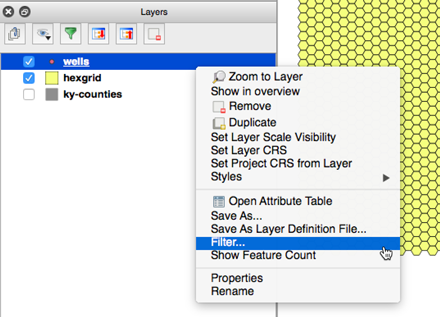 Layers
wells
hexgrid
ky-counties
Zoom to Layer
Show in overview
Remove
Duplicate
Set Layer Scale Visibility
Set Layer CRS
Set Project CRS from Layer
Styles
Open Attribute Table
Save As...
Save As Layer Definition File...
Filter...
Show Feature Count
Properties
Rename